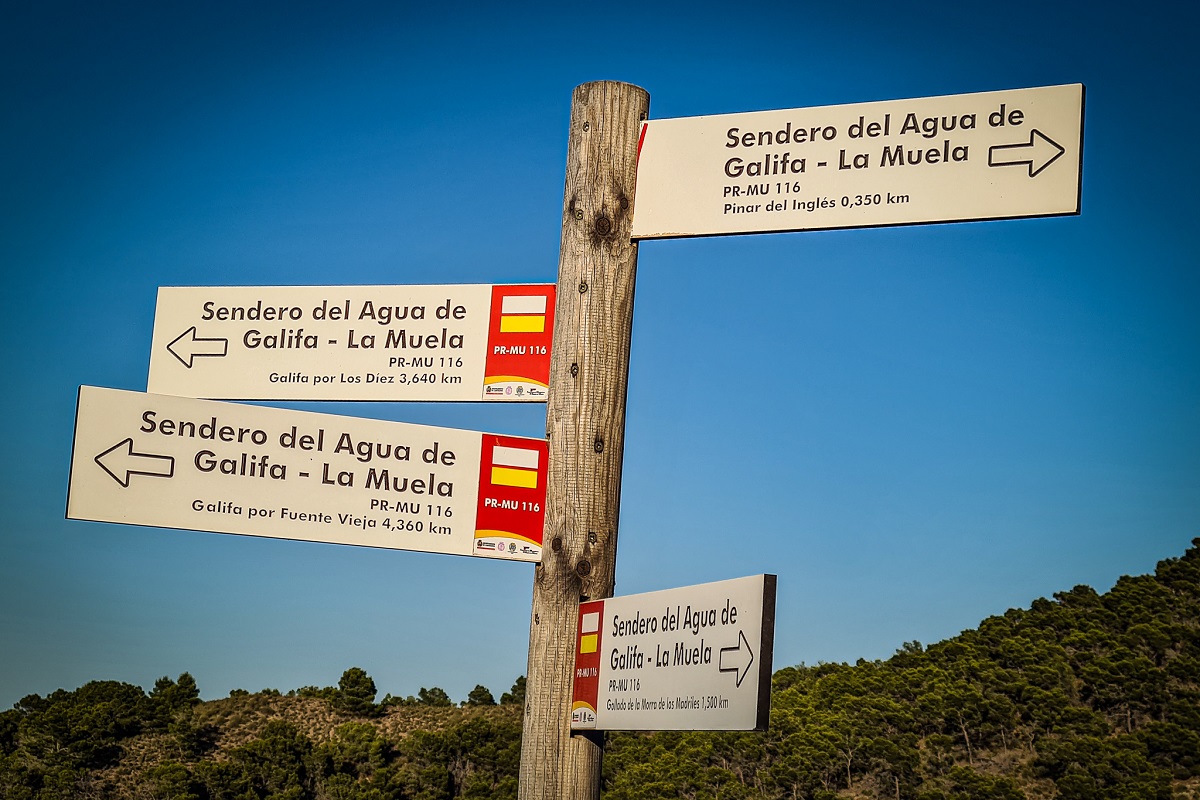 Sendero del Agua de
Galifa - La Muela
PR-MU 116
Pinar del Inglés 0,350 km
Sendero del Agua de
Galifa - La Muela
PR-MU 116
Galifa por Los Díez 3,640 km
PR-MU 116
Sendero del Agua de
Galifa - La Muela
PR-MU 116
Galifa por Fuente Vieja 4,360 km
PR-MU 116
PR-MU 116
Sendero del Agua de
Galifa - La Muela
PR-MU 116
Gollado de la Morra de los Madriles 1,500 km